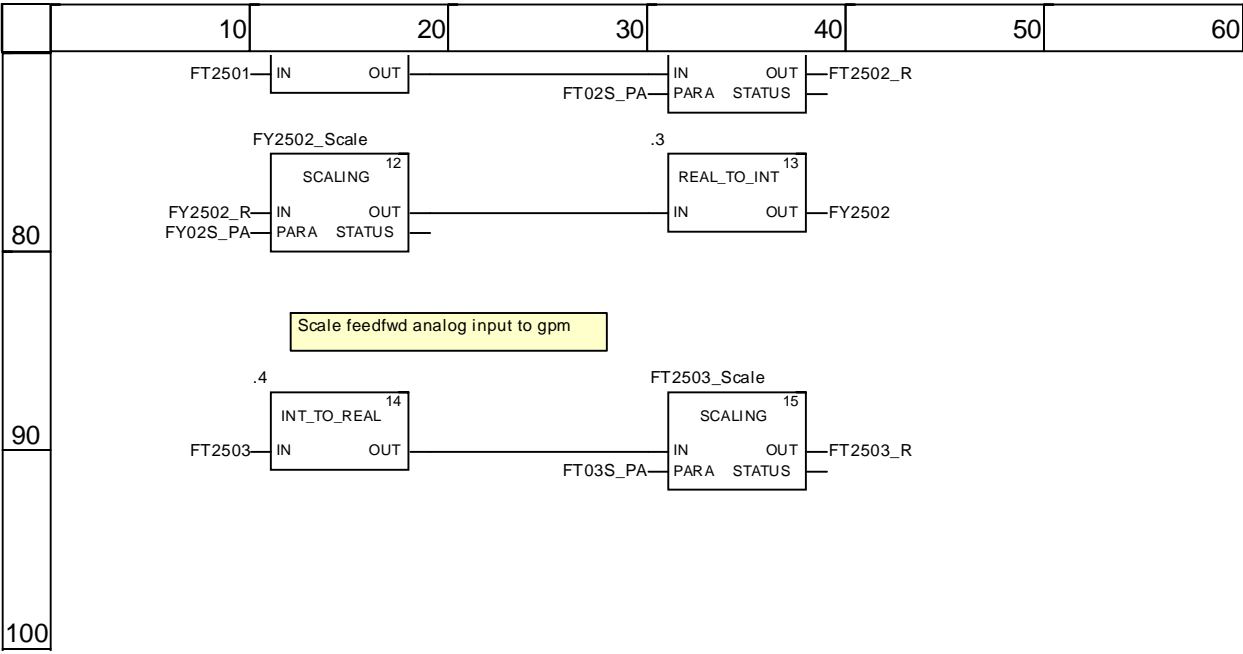 10 20 30 40 50 60
FT2501 IN OUT IN OUT FT2502_R
FT02S_PA PARA STATUS
FY2502_Scale .3
12 13
SCALING REAL_TO_INT
FY2502_R IN OUT IN OUT FY2502
80 FY02S_PA PARA STATUS
Scale feedfwd analog input to gpm
.4 FT2503_Scale
14 15
INT_TO_REAL SCALING
90 FT2503 IN OUT IN OUT FT2503_R
FT03S_PA PARA STATUS
100